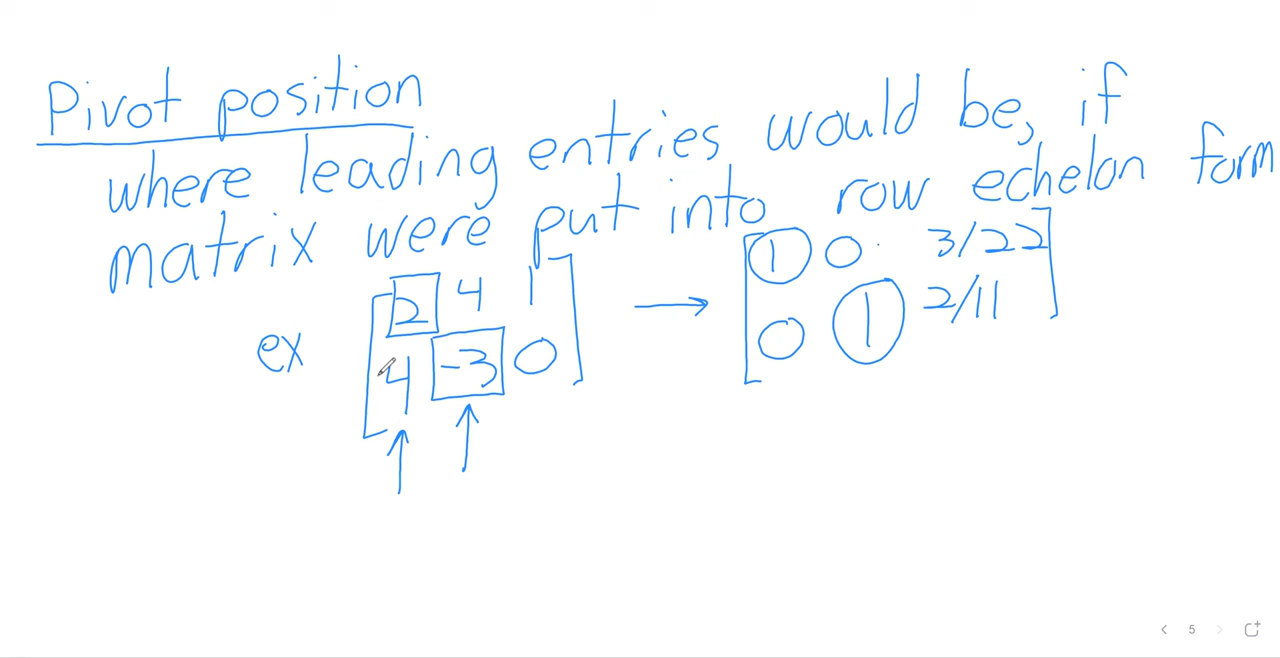 Pivot position
where leading entries would be, if
matrix were put into row echelon form
ex [2 4 1 → [1 0 3/22
4 -3 0] 0 1 2/11]
5